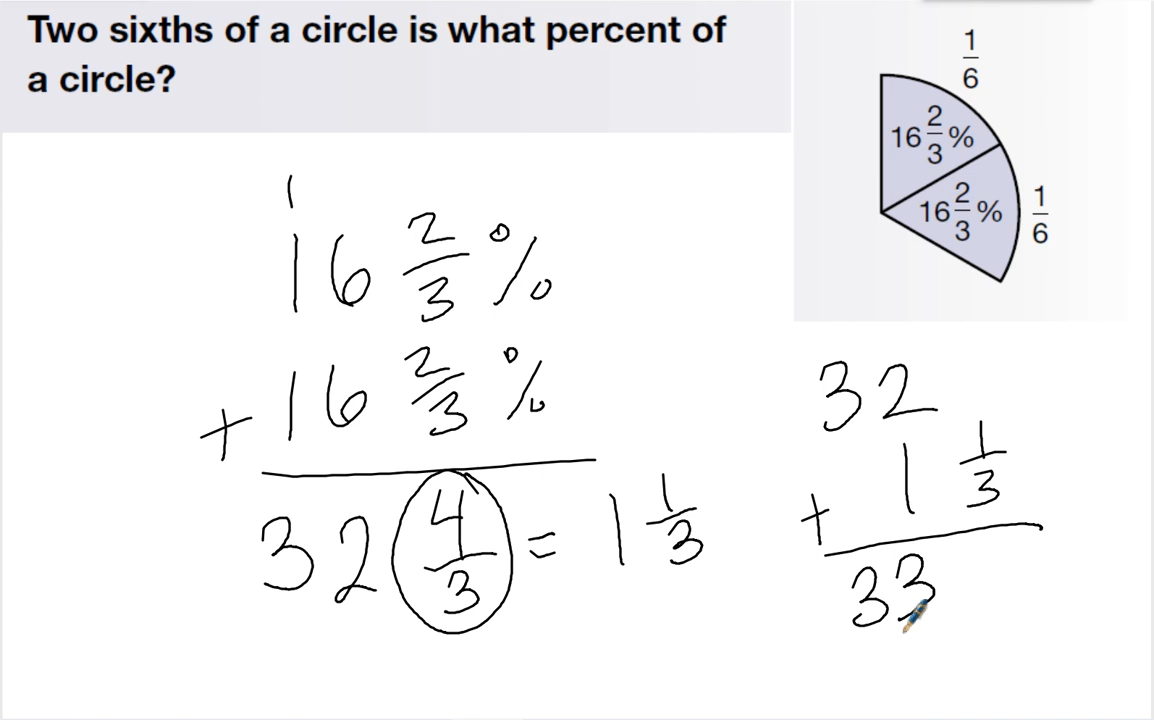 Two sixths of a circle is what percent of
a circle?
1/6
16 2/3 %
16 2/3 %
1/6
1
16 2/3 %
+ 16 2/3 %
32 4/3 = 1 1/3
32
+ 1 1/3
33